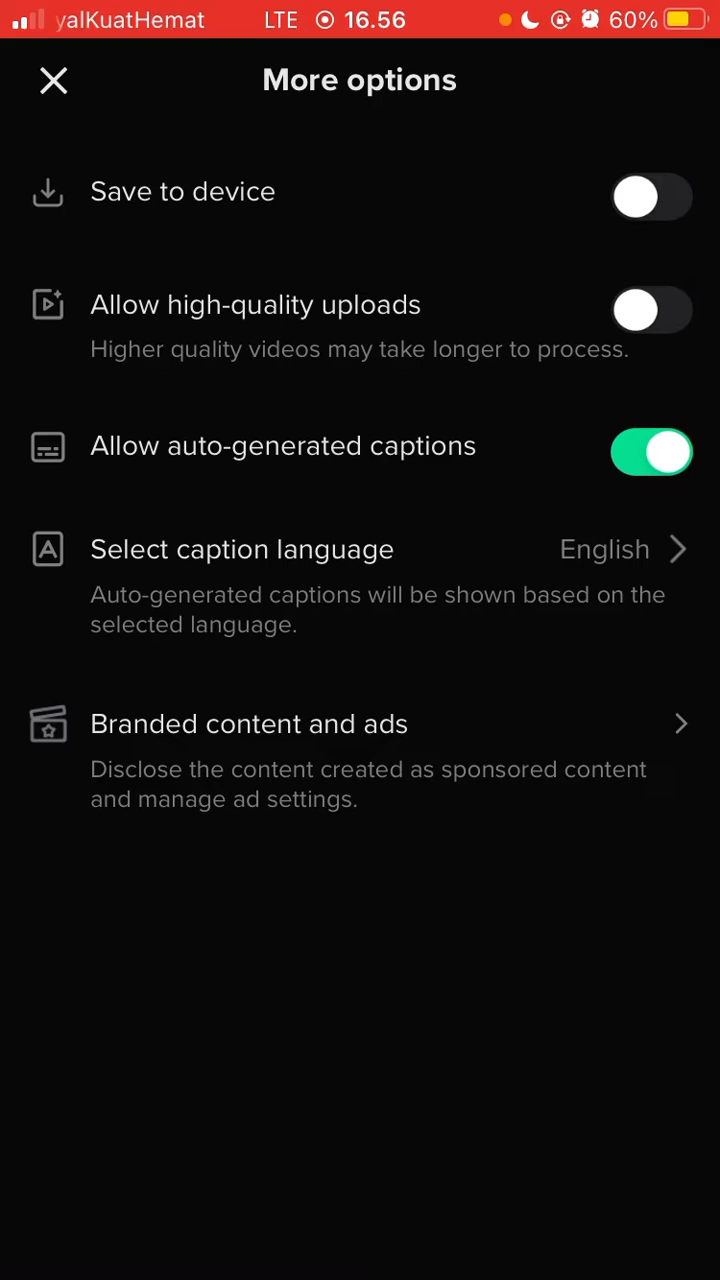 yalKuatHemat LTE 16.56 60%
More options
Save to device
Allow high-quality uploads
Higher quality videos may take longer to process.
Allow auto-generated captions
Select caption language English
Auto-generated captions will be shown based on the
selected language.
Branded content and ads
Disclose the content created as sponsored content
and manage ad settings.